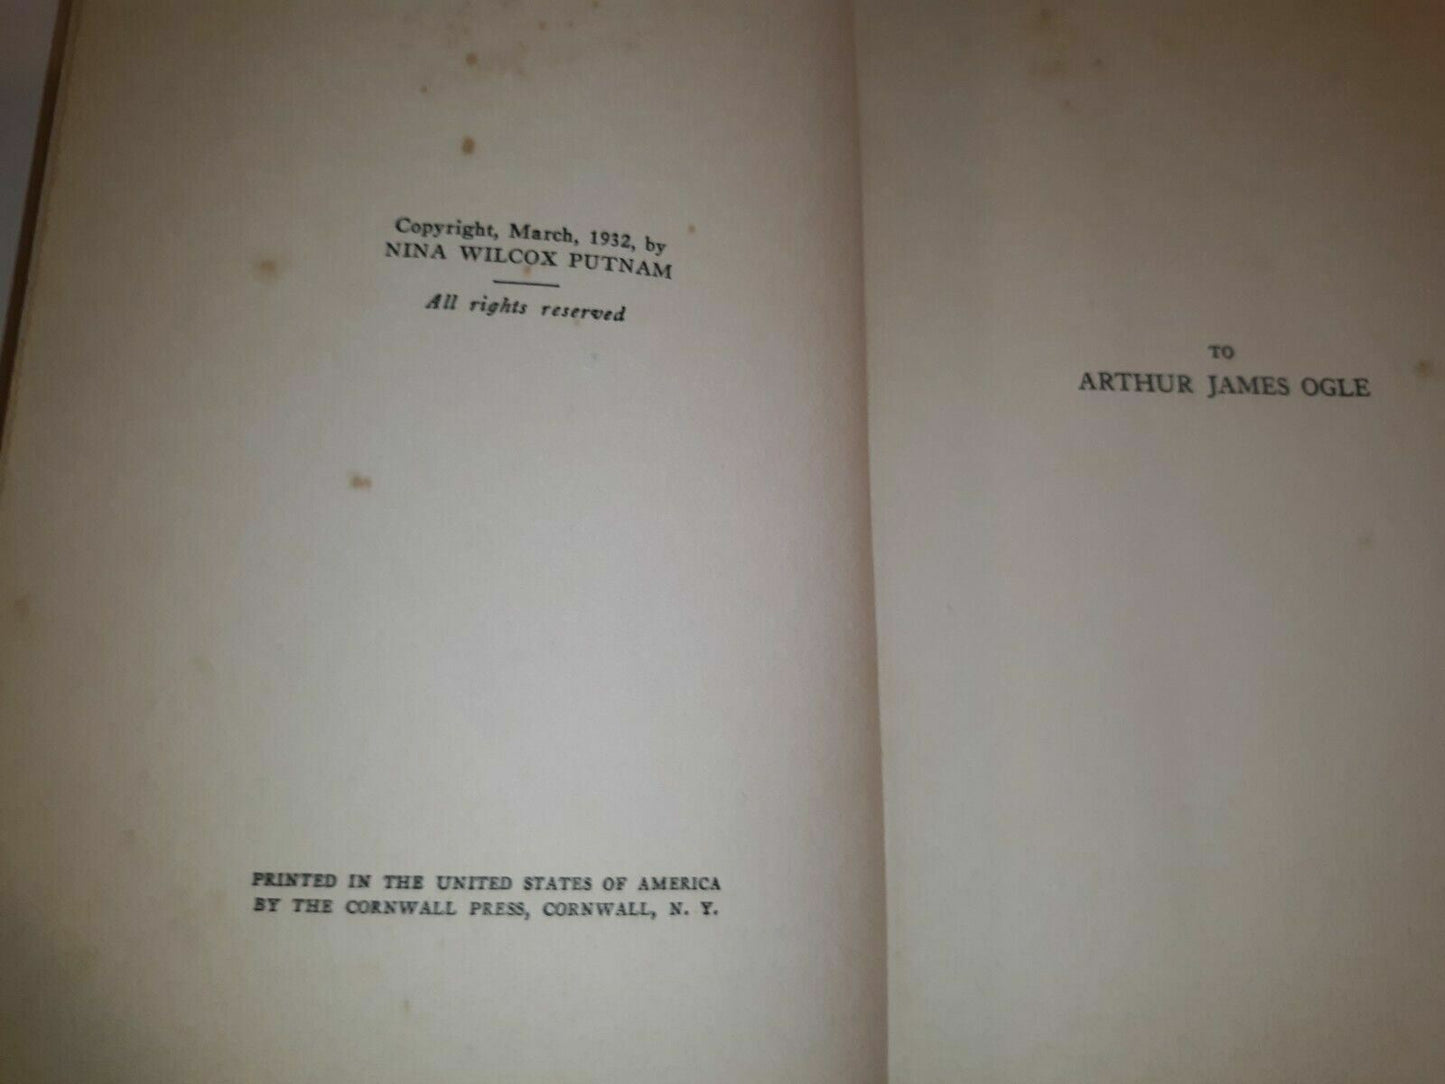 Copyright, March, 1932, by
NINA WILCOX PUTNAM
All rights reserved
PRINTED IN THE UNITED STATES OF AMERICA
BY THE CORNWALL PRESS, CORNWALL, N. Y.
TO
ARTHUR JAMES OGLE